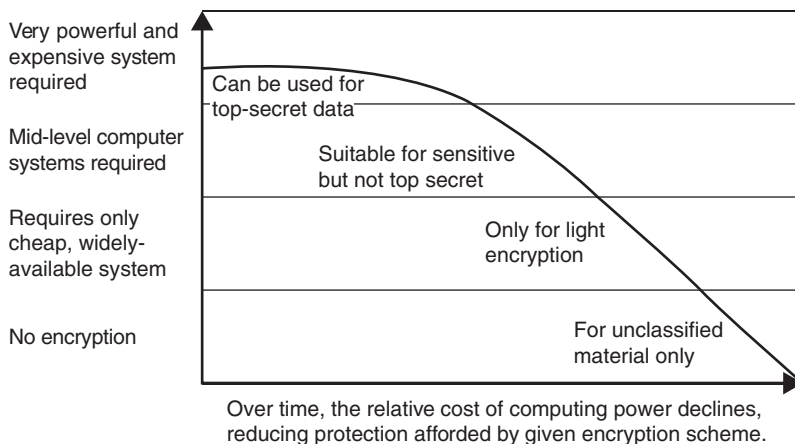 Very powerful and
expensive system
required
Can be used for
top-secret data
Mid-level computer
systems required
Suitable for sensitive
but not top secret
Requires only
cheap, widely-
available system
Only for light
encryption
No encryption
For unclassified
material only
Over time, the relative cost of computing power declines,
reducing protection afforded by given encryption scheme.